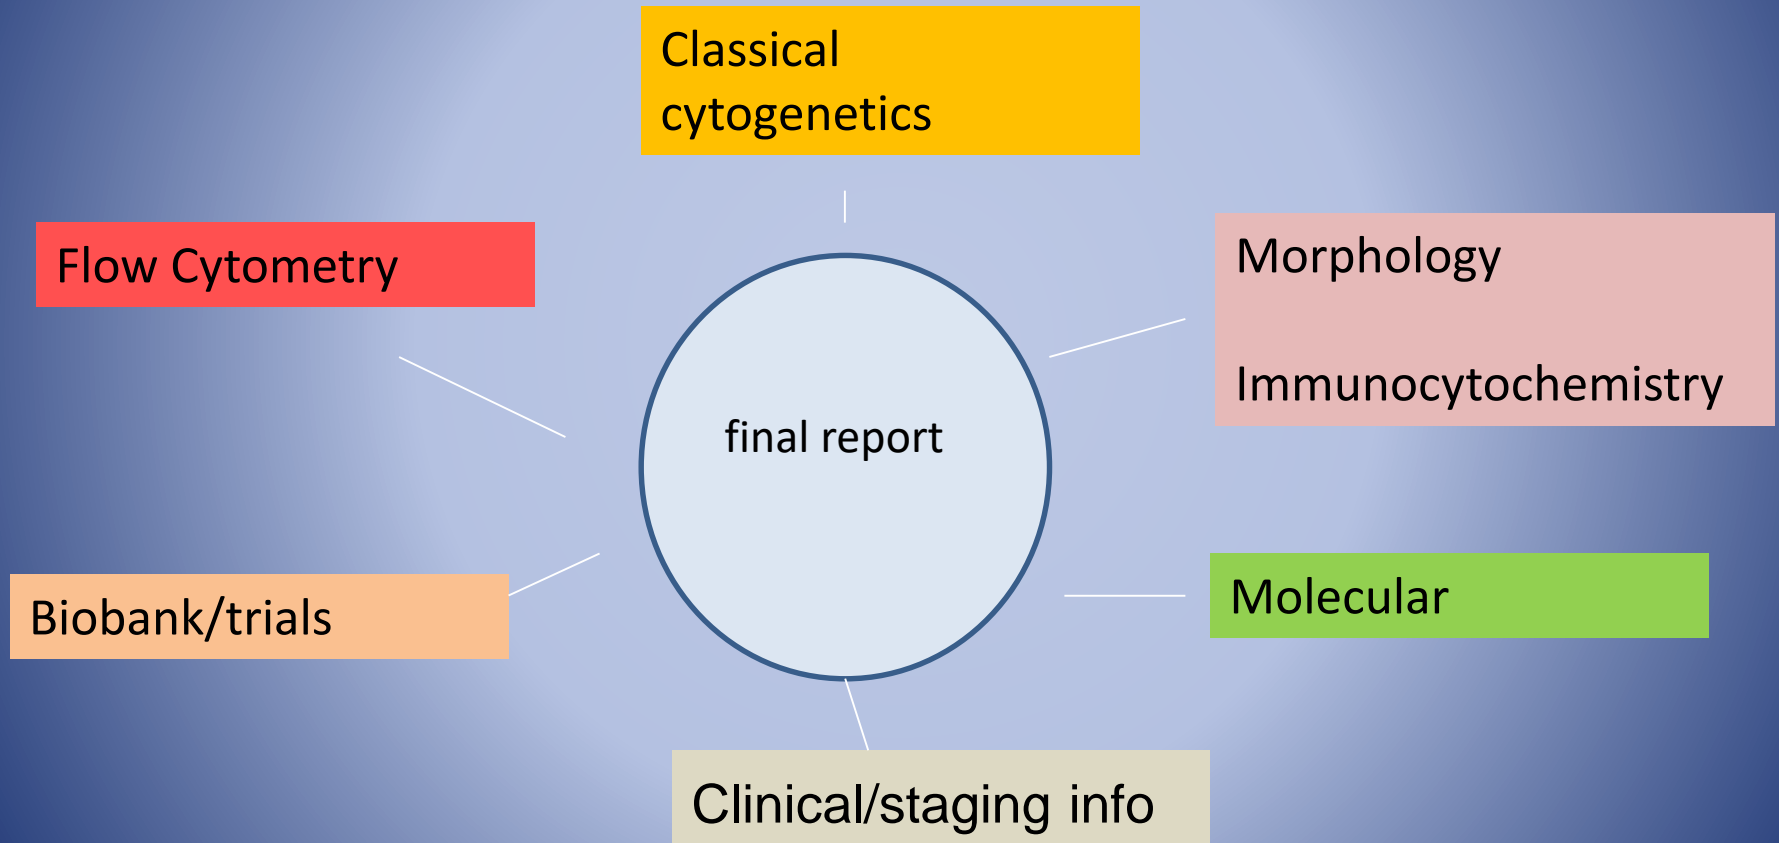 Classical
cytogenetics
Flow Cytometry
Morphology
Immunocytochemistry
final report
Biobank/trials
Molecular
Clinical/staging info